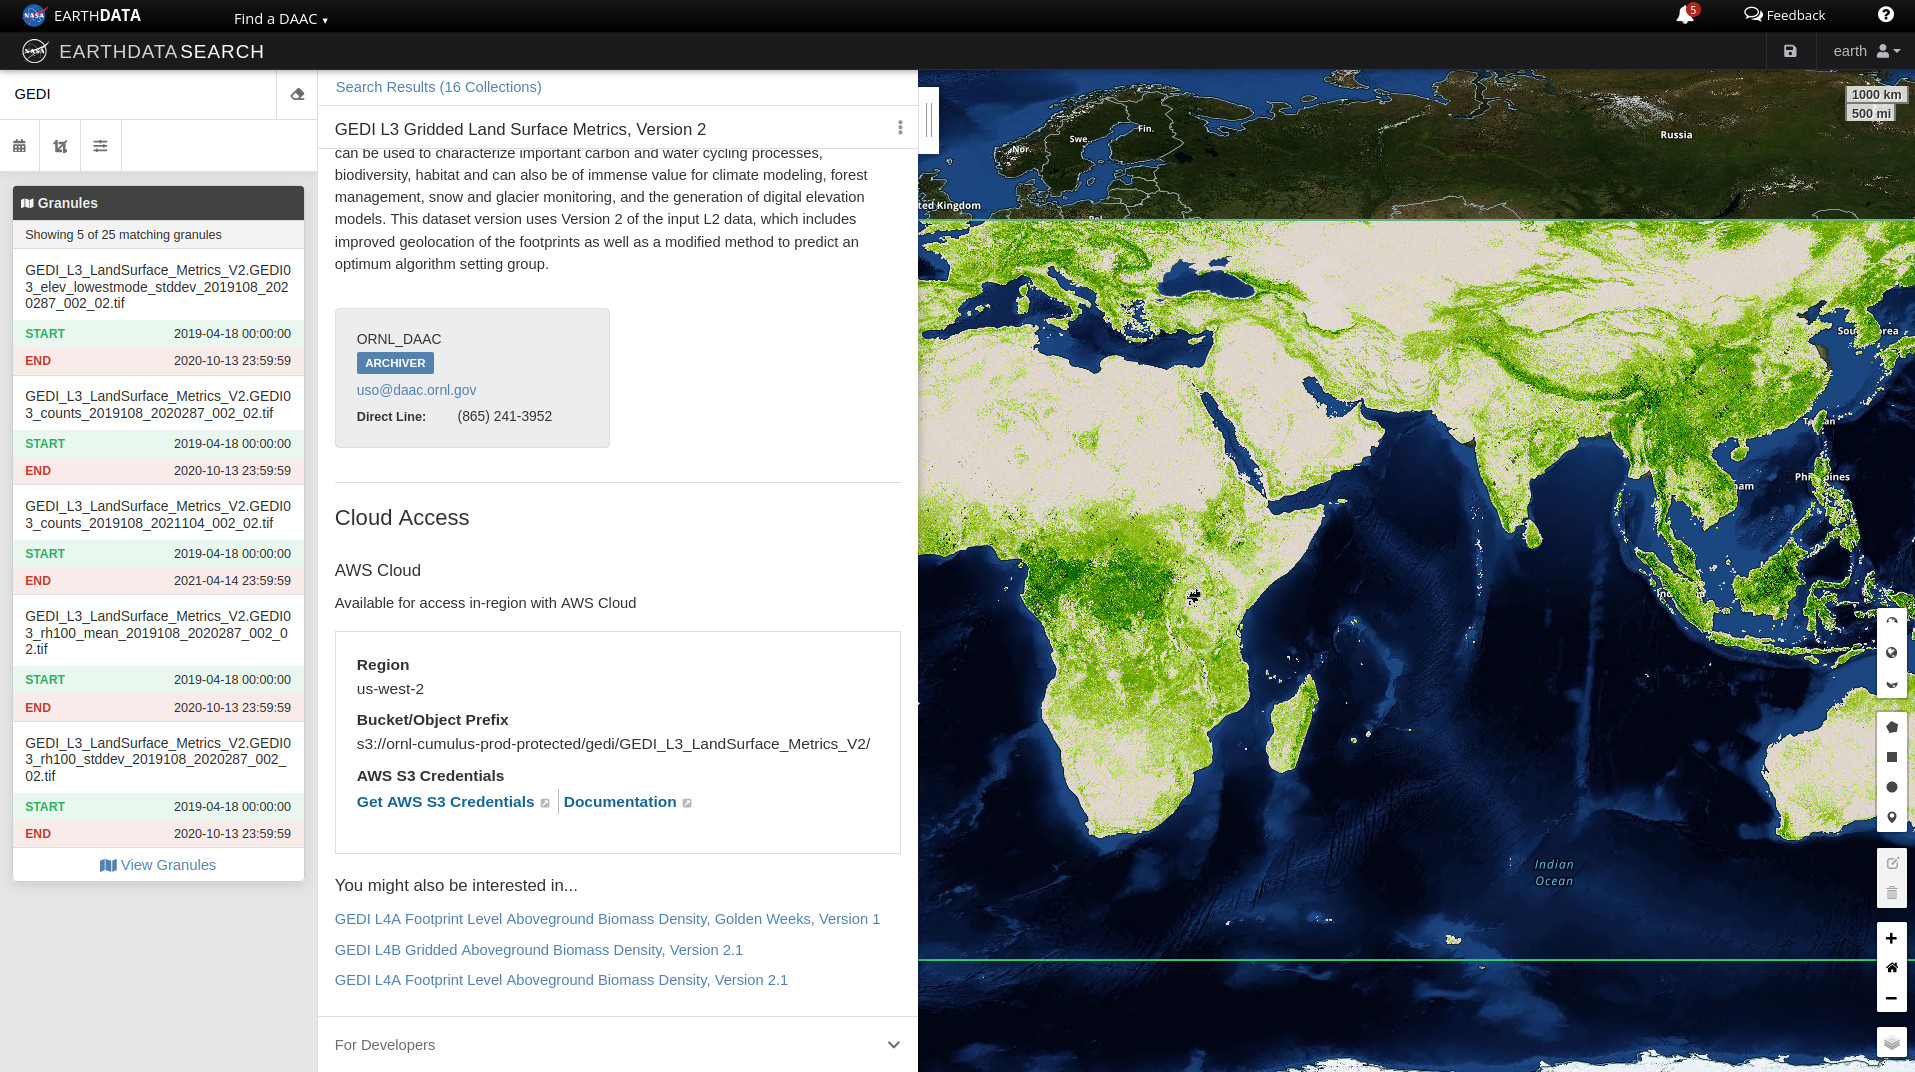 EARTHDATA
Find a DAAC ▾
5
Feedback
EARTHDATA SEARCH
earth
GEDI
Granules
Showing 5 of 25 matching granules
GEDI_L3_LandSurface_Metrics_V2.GEDI0
3_elev_lowestmode_stddev_2019108_202
0287_002_02.tif
START 2019-04-18 00:00:00
END 2020-10-13 23:59:59
GEDI_L3_LandSurface_Metrics_V2.GEDI0
3_counts_2019108_2020287_002_02.tif
START 2019-04-18 00:00:00
END 2020-10-13 23:59:59
GEDI_L3_LandSurface_Metrics_V2.GEDI0
3_counts_2019108_2021104_002_02.tif
START 2019-04-18 00:00:00
END 2021-04-14 23:59:59
GEDI_L3_LandSurface_Metrics_V2.GEDI0
3_rh100_mean_2019108_2020287_002_0
2.tif
START 2019-04-18 00:00:00
END 2020-10-13 23:59:59
GEDI_L3_LandSurface_Metrics_V2.GEDI0
3_rh100_stddev_2019108_2020287_002_
02.tif
START 2019-04-18 00:00:00
END 2020-10-13 23:59:59
View Granules
Search Results (16 Collections)
GEDI L3 Gridded Land Surface Metrics, Version 2
can be used to characterize important carbon and water cycling processes,
biodiversity, habitat and can also be of immense value for climate modeling, forest
management, snow and glacier monitoring, and the generation of digital elevation
models. This dataset version uses Version 2 of the input L2 data, which includes
improved geolocation of the footprints as well as a modified method to predict an
optimum algorithm setting group.
ORNL_DAAC
ARCHIVER
uso@daac.ornl.gov
Direct Line: (865) 241-3952
Cloud Access
AWS Cloud
Available for access in-region with AWS Cloud
Region
us-west-2
Bucket/Object Prefix
s3://ornl-cumulus-prod-protected/gedi/GEDI_L3_LandSurface_Metrics_V2/
AWS S3 Credentials
Get AWS S3 Credentials Documentation
You might also be interested in...
GEDI L4A Footprint Level Aboveground Biomass Density, Golden Weeks, Version 1
GEDI L4B Gridded Aboveground Biomass Density, Version 2.1
GEDI L4A Footprint Level Aboveground Biomass Density, Version 2.1
For Developers
1000 km
500 mi
Fin.
Swe.
Nor.
Russia
ted Kingdom
Indian
Ocean